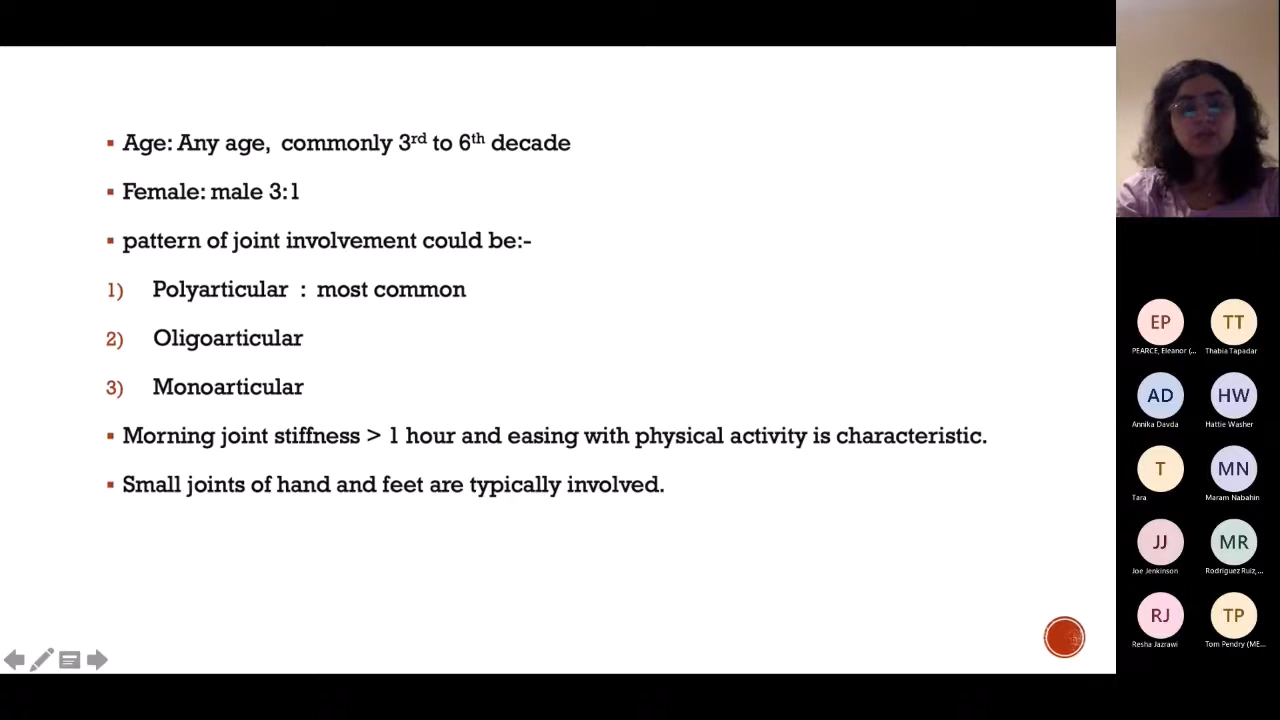 ▪ Age: Any age, commonly 3rd to 6th decade
▪ Female: male 3:1
▪ pattern of joint involvement could be:-
1) Polyarticular : most common
2) Oligoarticular
3) Monoarticular
▪ Morning joint stiffness > 1 hour and easing with physical activity is characteristic.
▪ Small joints of hand and feet are typically involved.
EP TT
PEARCE, Eleanor (... Thabia Tapadar
AD HW
Annika Davda Hattie Washer
T MN
Tara Maram Nabahin
JJ MR
Joe Jenkinson Rodriguez Ruiz,...
RJ TP
Resha Jazrawi Tom Pendry (ME...